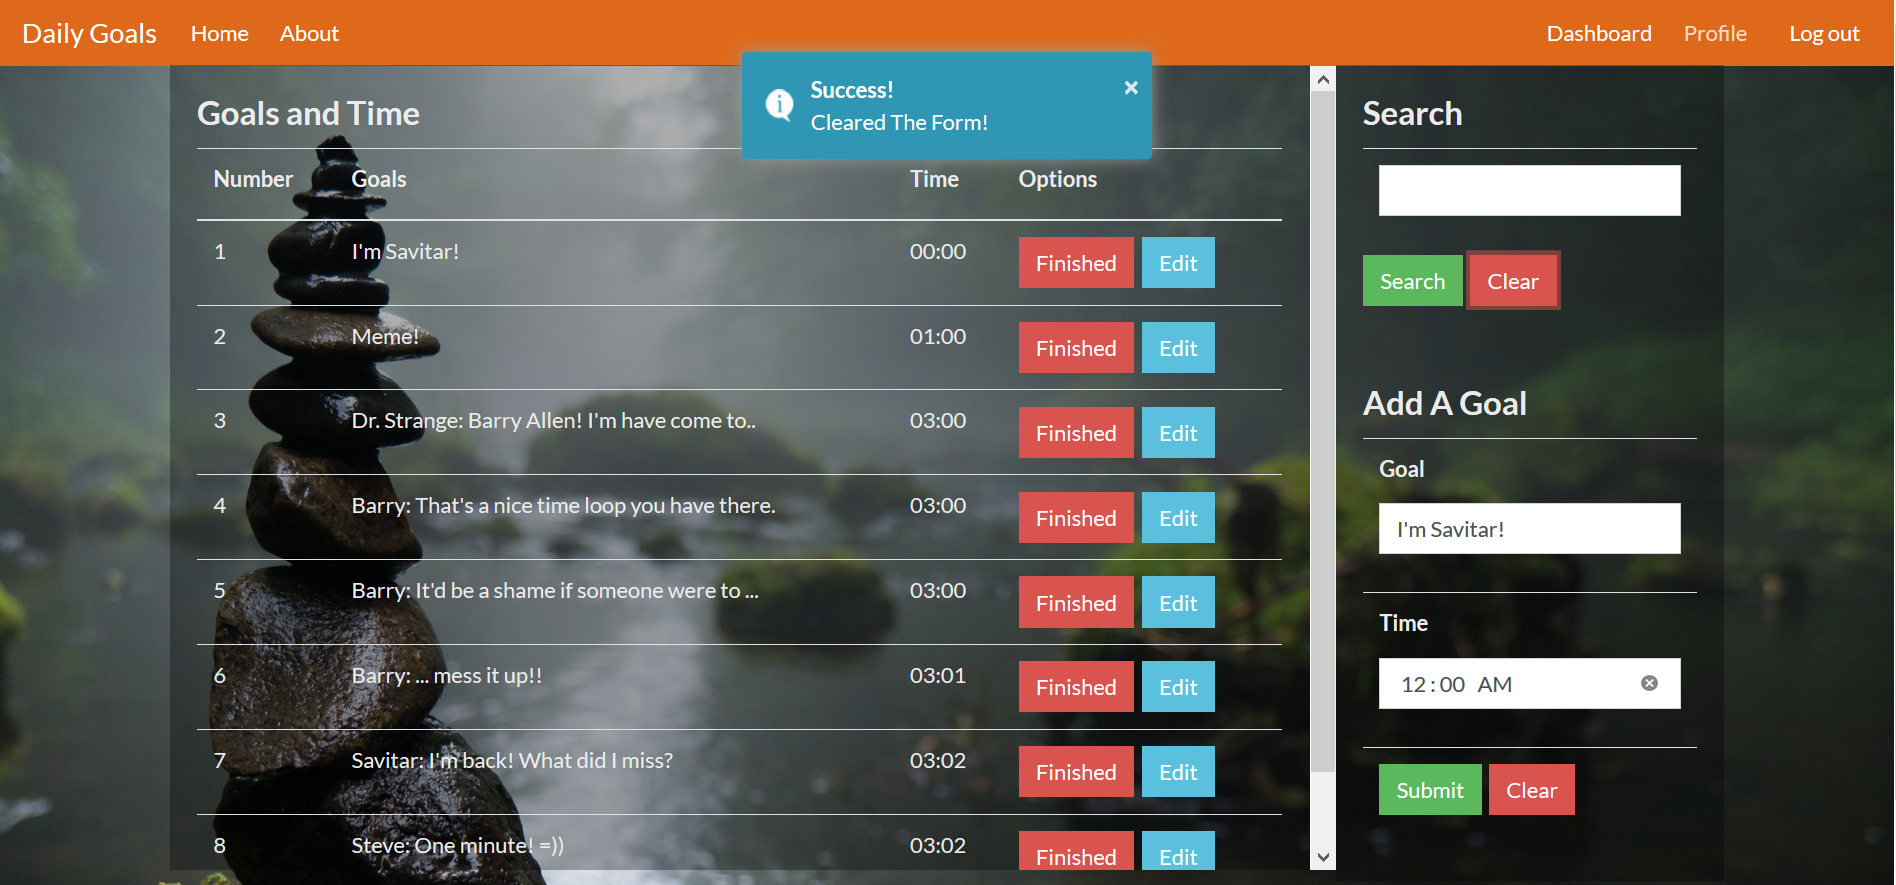 Daily Goals Home About Dashboard Profile Log out
Success! ×
Cleared The Form!
Goals and Time
Number Goals Time Options
1 I'm Savitar! 00:00 Finished Edit
2 Meme! 01:00 Finished Edit
3 Dr. Strange: Barry Allen! I'm have come to.. 03:00 Finished Edit
4 Barry: That's a nice time loop you have there. 03:00 Finished Edit
5 Barry: It'd be a shame if someone were to ... 03:00 Finished Edit
6 Barry: ... mess it up!! 03:01 Finished Edit
7 Savitar: I'm back! What did I miss? 03:02 Finished Edit
8 Steve: One minute! =)) 03:02 Finished Edit
Search
Search Clear
Add A Goal
Goal
I'm Savitar!
Time
12:00 AM
Submit Clear